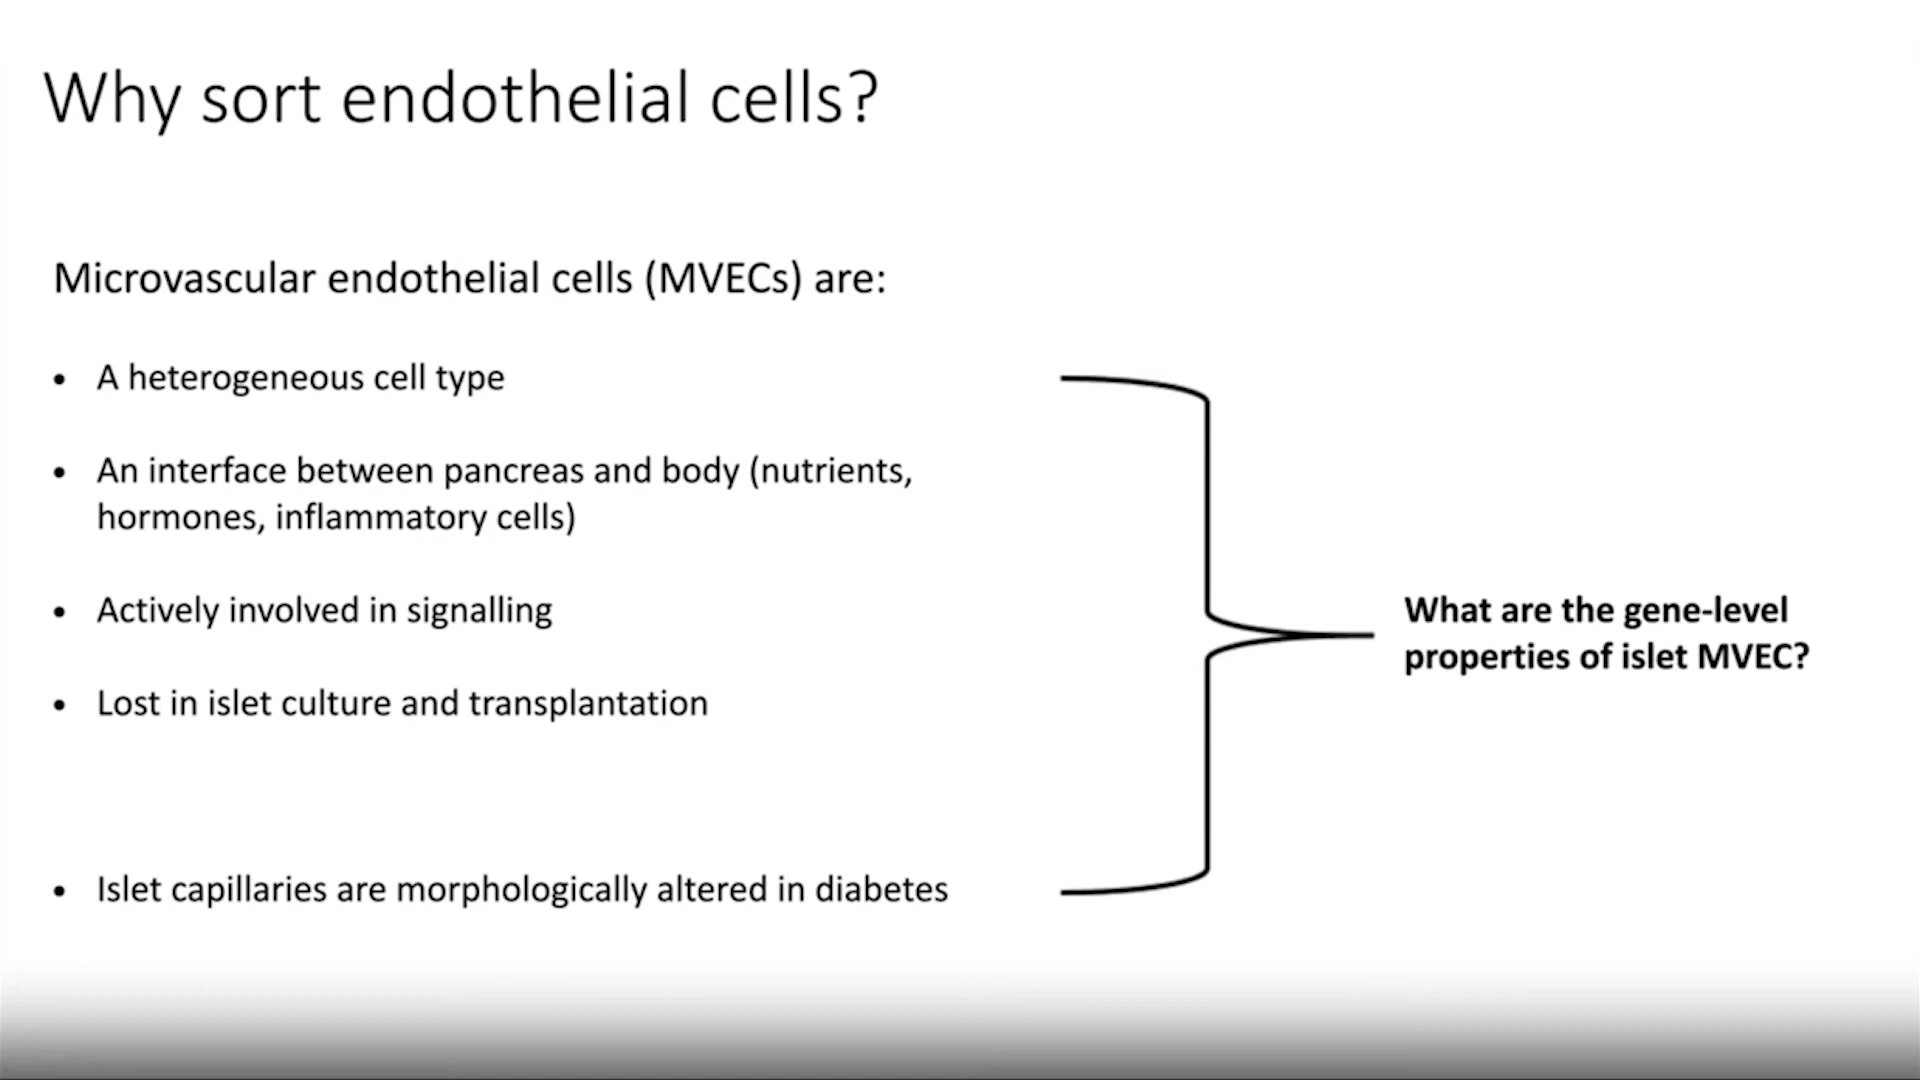 Why sort endothelial cells?
Microvascular endothelial cells (MVECs) are:
• A heterogeneous cell type
• An interface between pancreas and body (nutrients,
hormones, inflammatory cells)
• Actively involved in signalling
• Lost in islet culture and transplantation
• Islet capillaries are morphologically altered in diabetes
What are the gene-level
properties of islet MVEC?